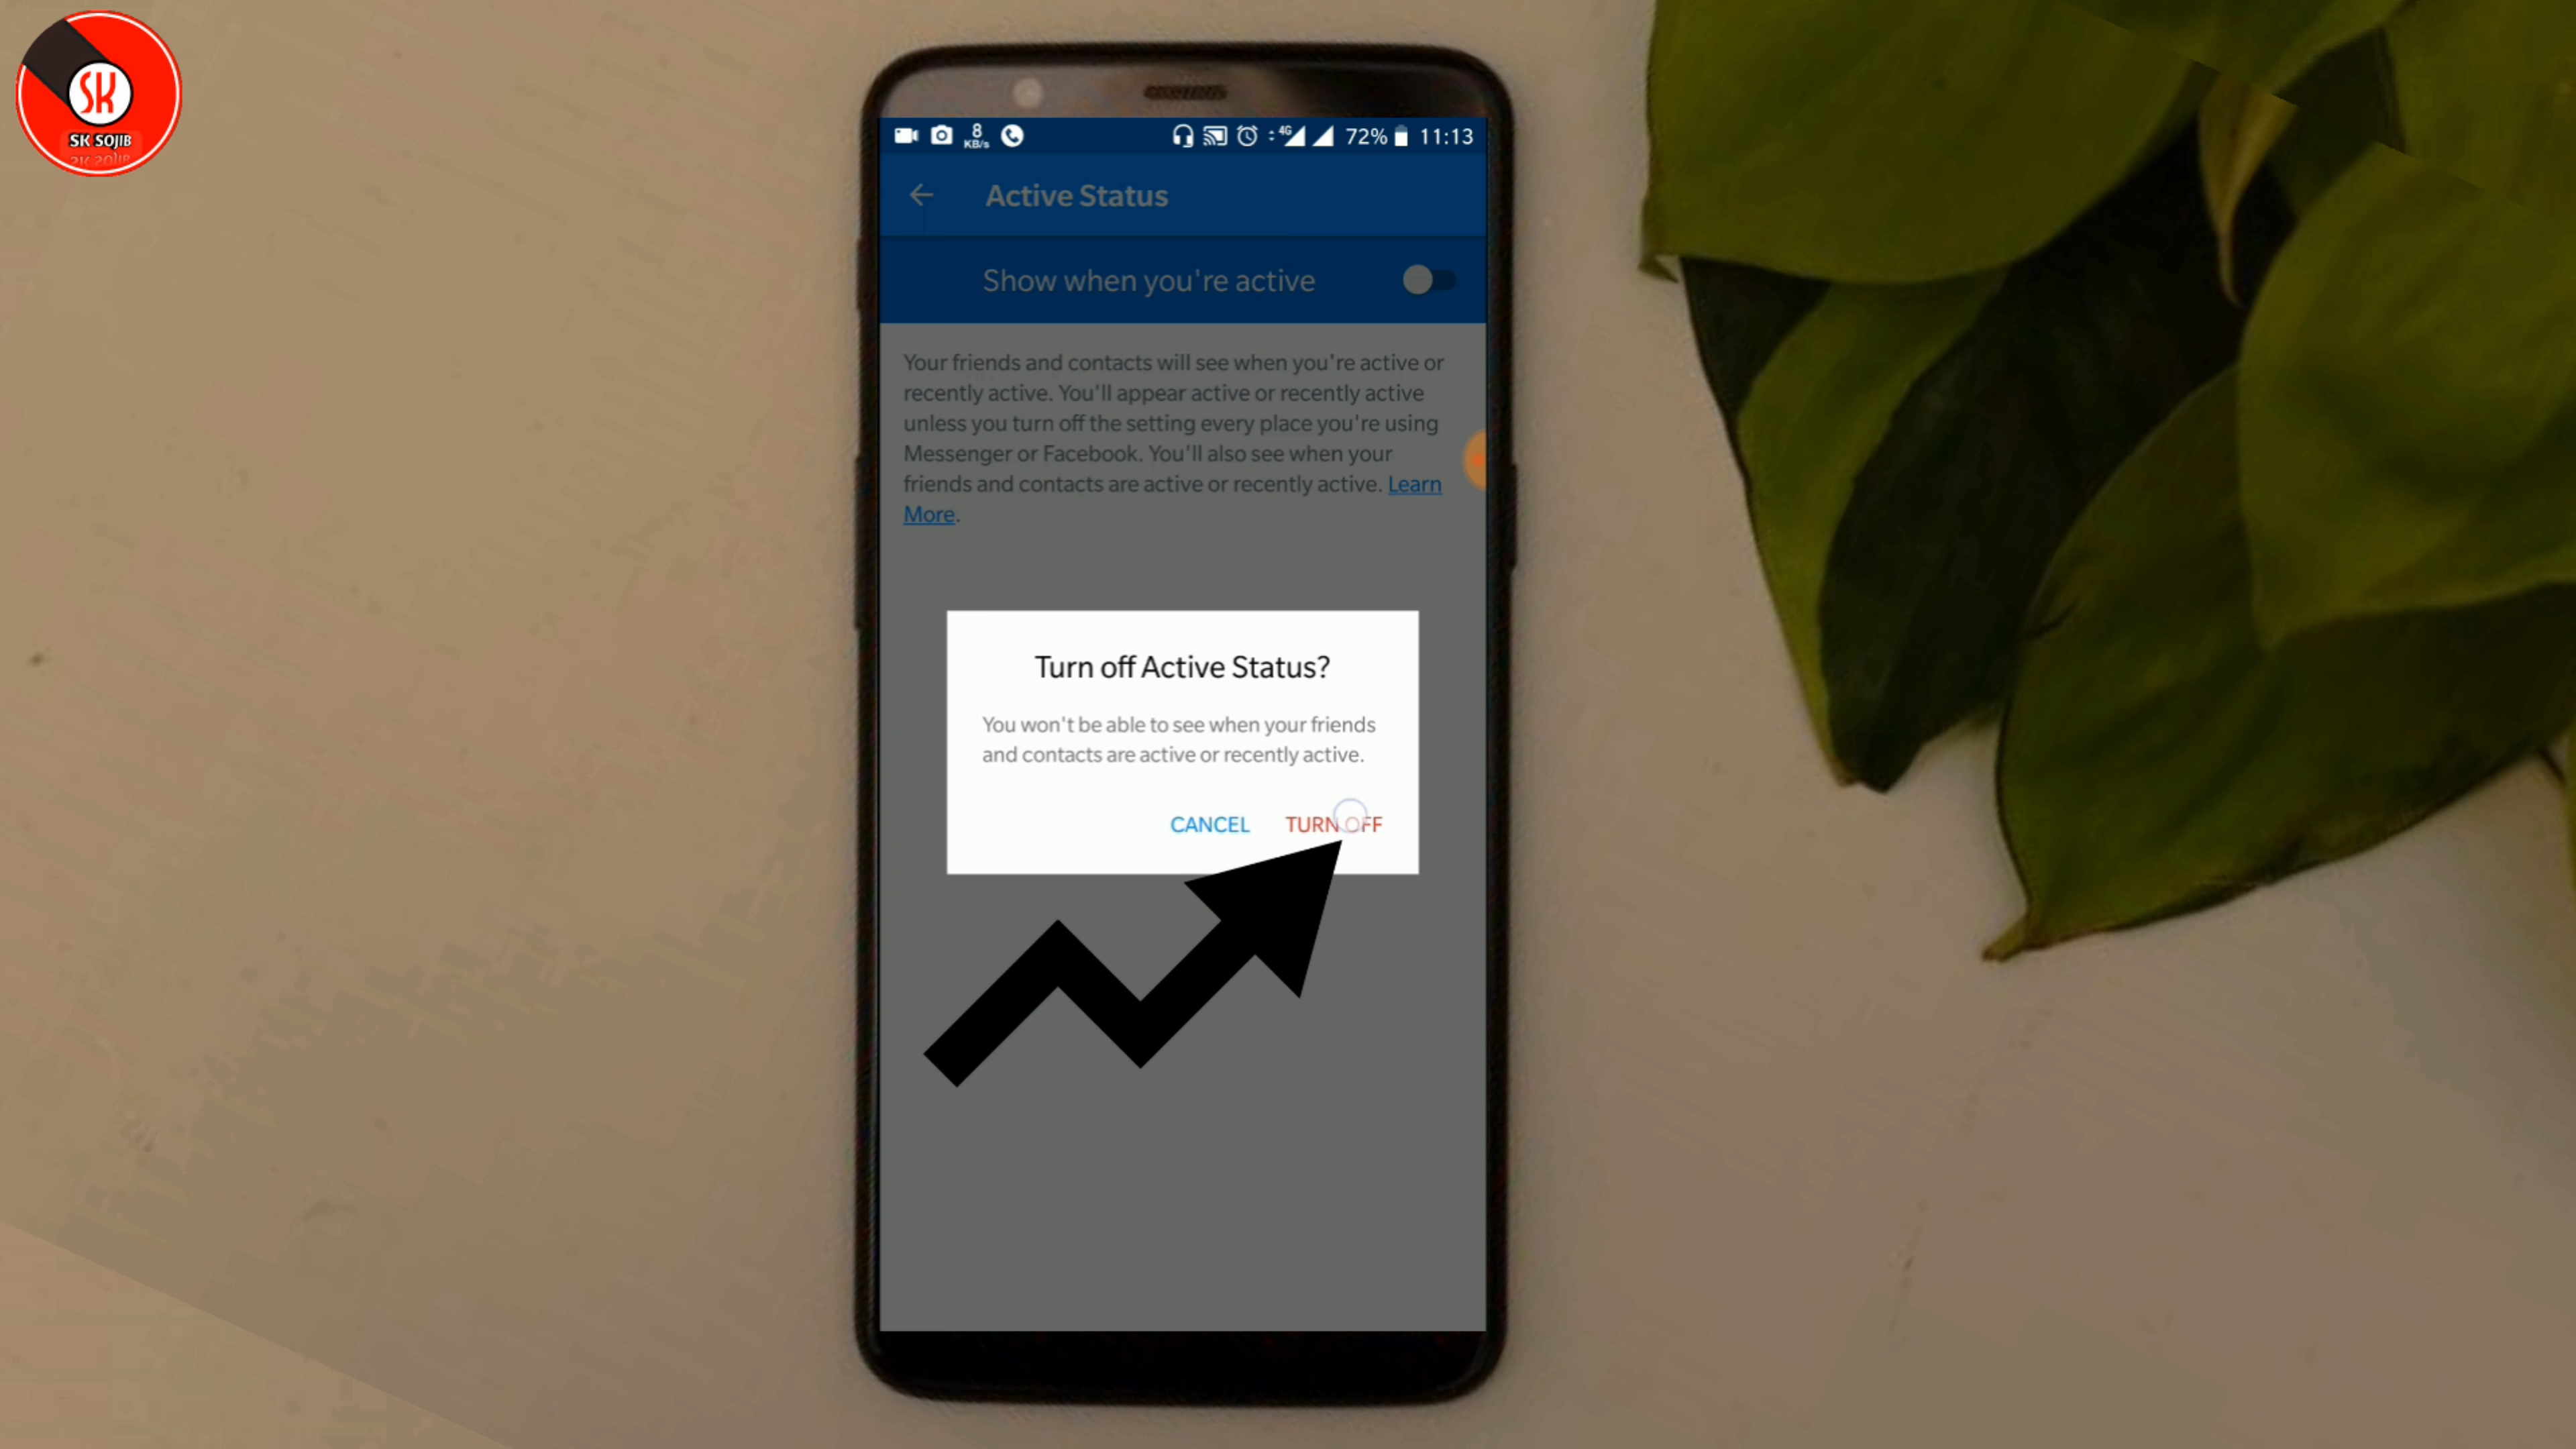 SK
SK SOJIB
8
KB/s
4G
72%
11:13
Active Status
Show when you're active
Your friends and contacts will see when you're active or
recently active. You'll appear active or recently active
unless you turn off the setting every place you're using
Messenger or Facebook. You'll also see when your
friends and contacts are active or recently active. Learn
More.
Turn off Active Status?
You won't be able to see when your friends
and contacts are active or recently active.
CANCEL TURN OFF